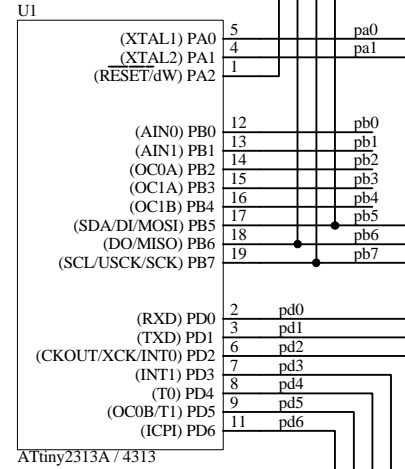 U1
(XTAL1) PA0 5 pa0
(XTAL2) PA1 4 pa1
(RESET/dW) PA2 1
(AIN0) PB0 12 pb0
(AIN1) PB1 13 pb1
(OC0A) PB2 14 pb2
(OC1A) PB3 15 pb3
(OC1B) PB4 16 pb4
(SDA/DI/MOSI) PB5 17 pb5
(DO/MISO) PB6 18 pb6
(SCL/USCK/SCK) PB7 19 pb7
(RXD) PD0 2 pd0
(TXD) PD1 3 pd1
(CKOUT/XCK/INT0) PD2 6 pd2
(INT1) PD3 7 pd3
(T0) PD4 8 pd4
(OC0B/T1) PD5 9 pd5
(ICPI) PD6 11 pd6
ATtiny2313A / 4313